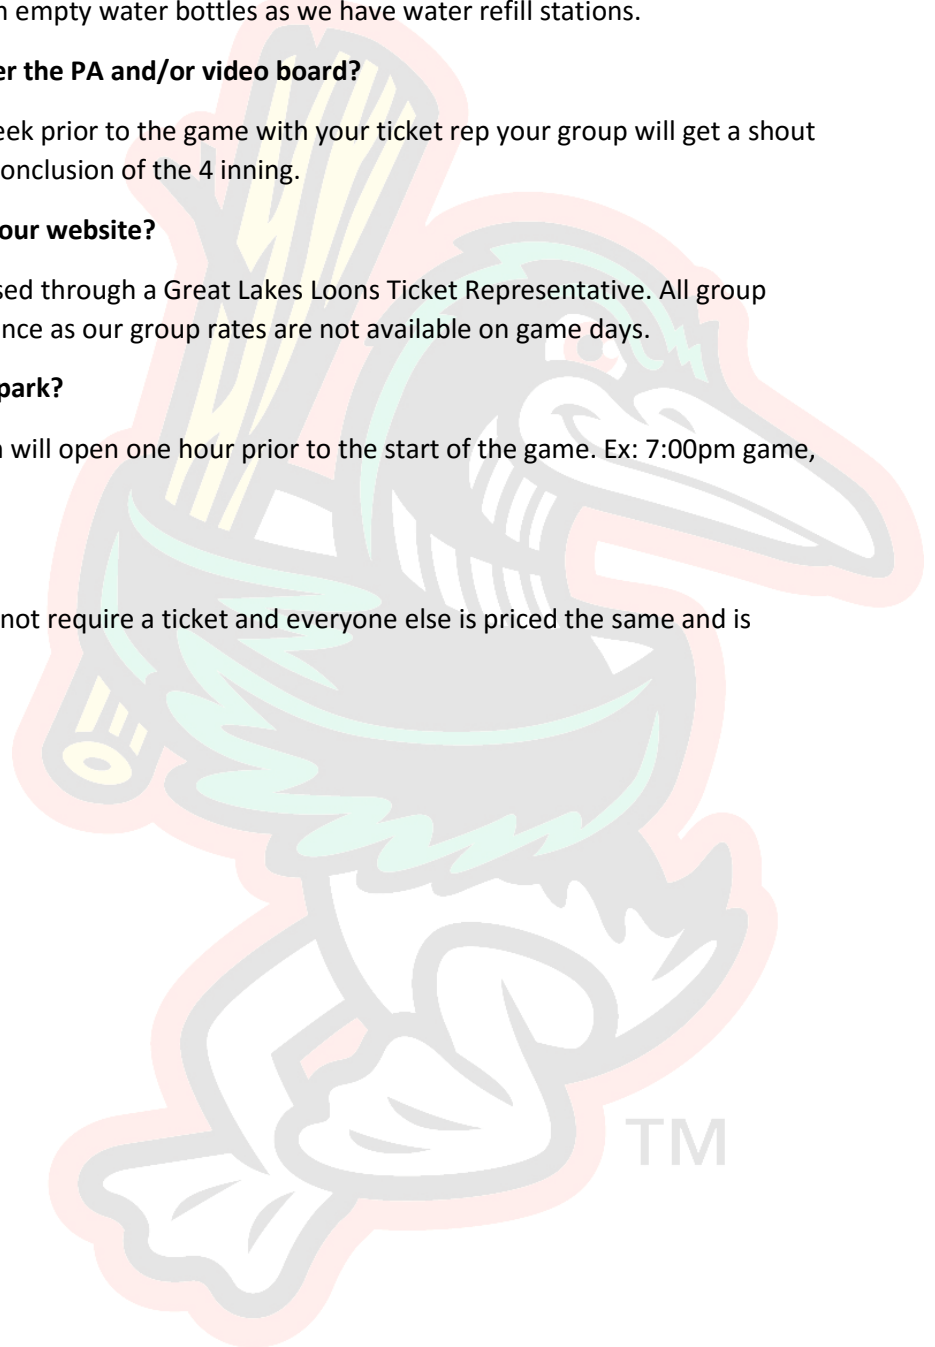 n empty water bottles as we have water refill stations.
er the PA and/or video board?
eek prior to the game with your ticket rep your group will get a shout
onclusion of the 4 inning.
our website?
sed through a Great Lakes Loons Ticket Representative. All group
nce as our group rates are not available on game days.
park?
n will open one hour prior to the start of the game. Ex: 7:00pm game,
not require a ticket and everyone else is priced the same and is
TM